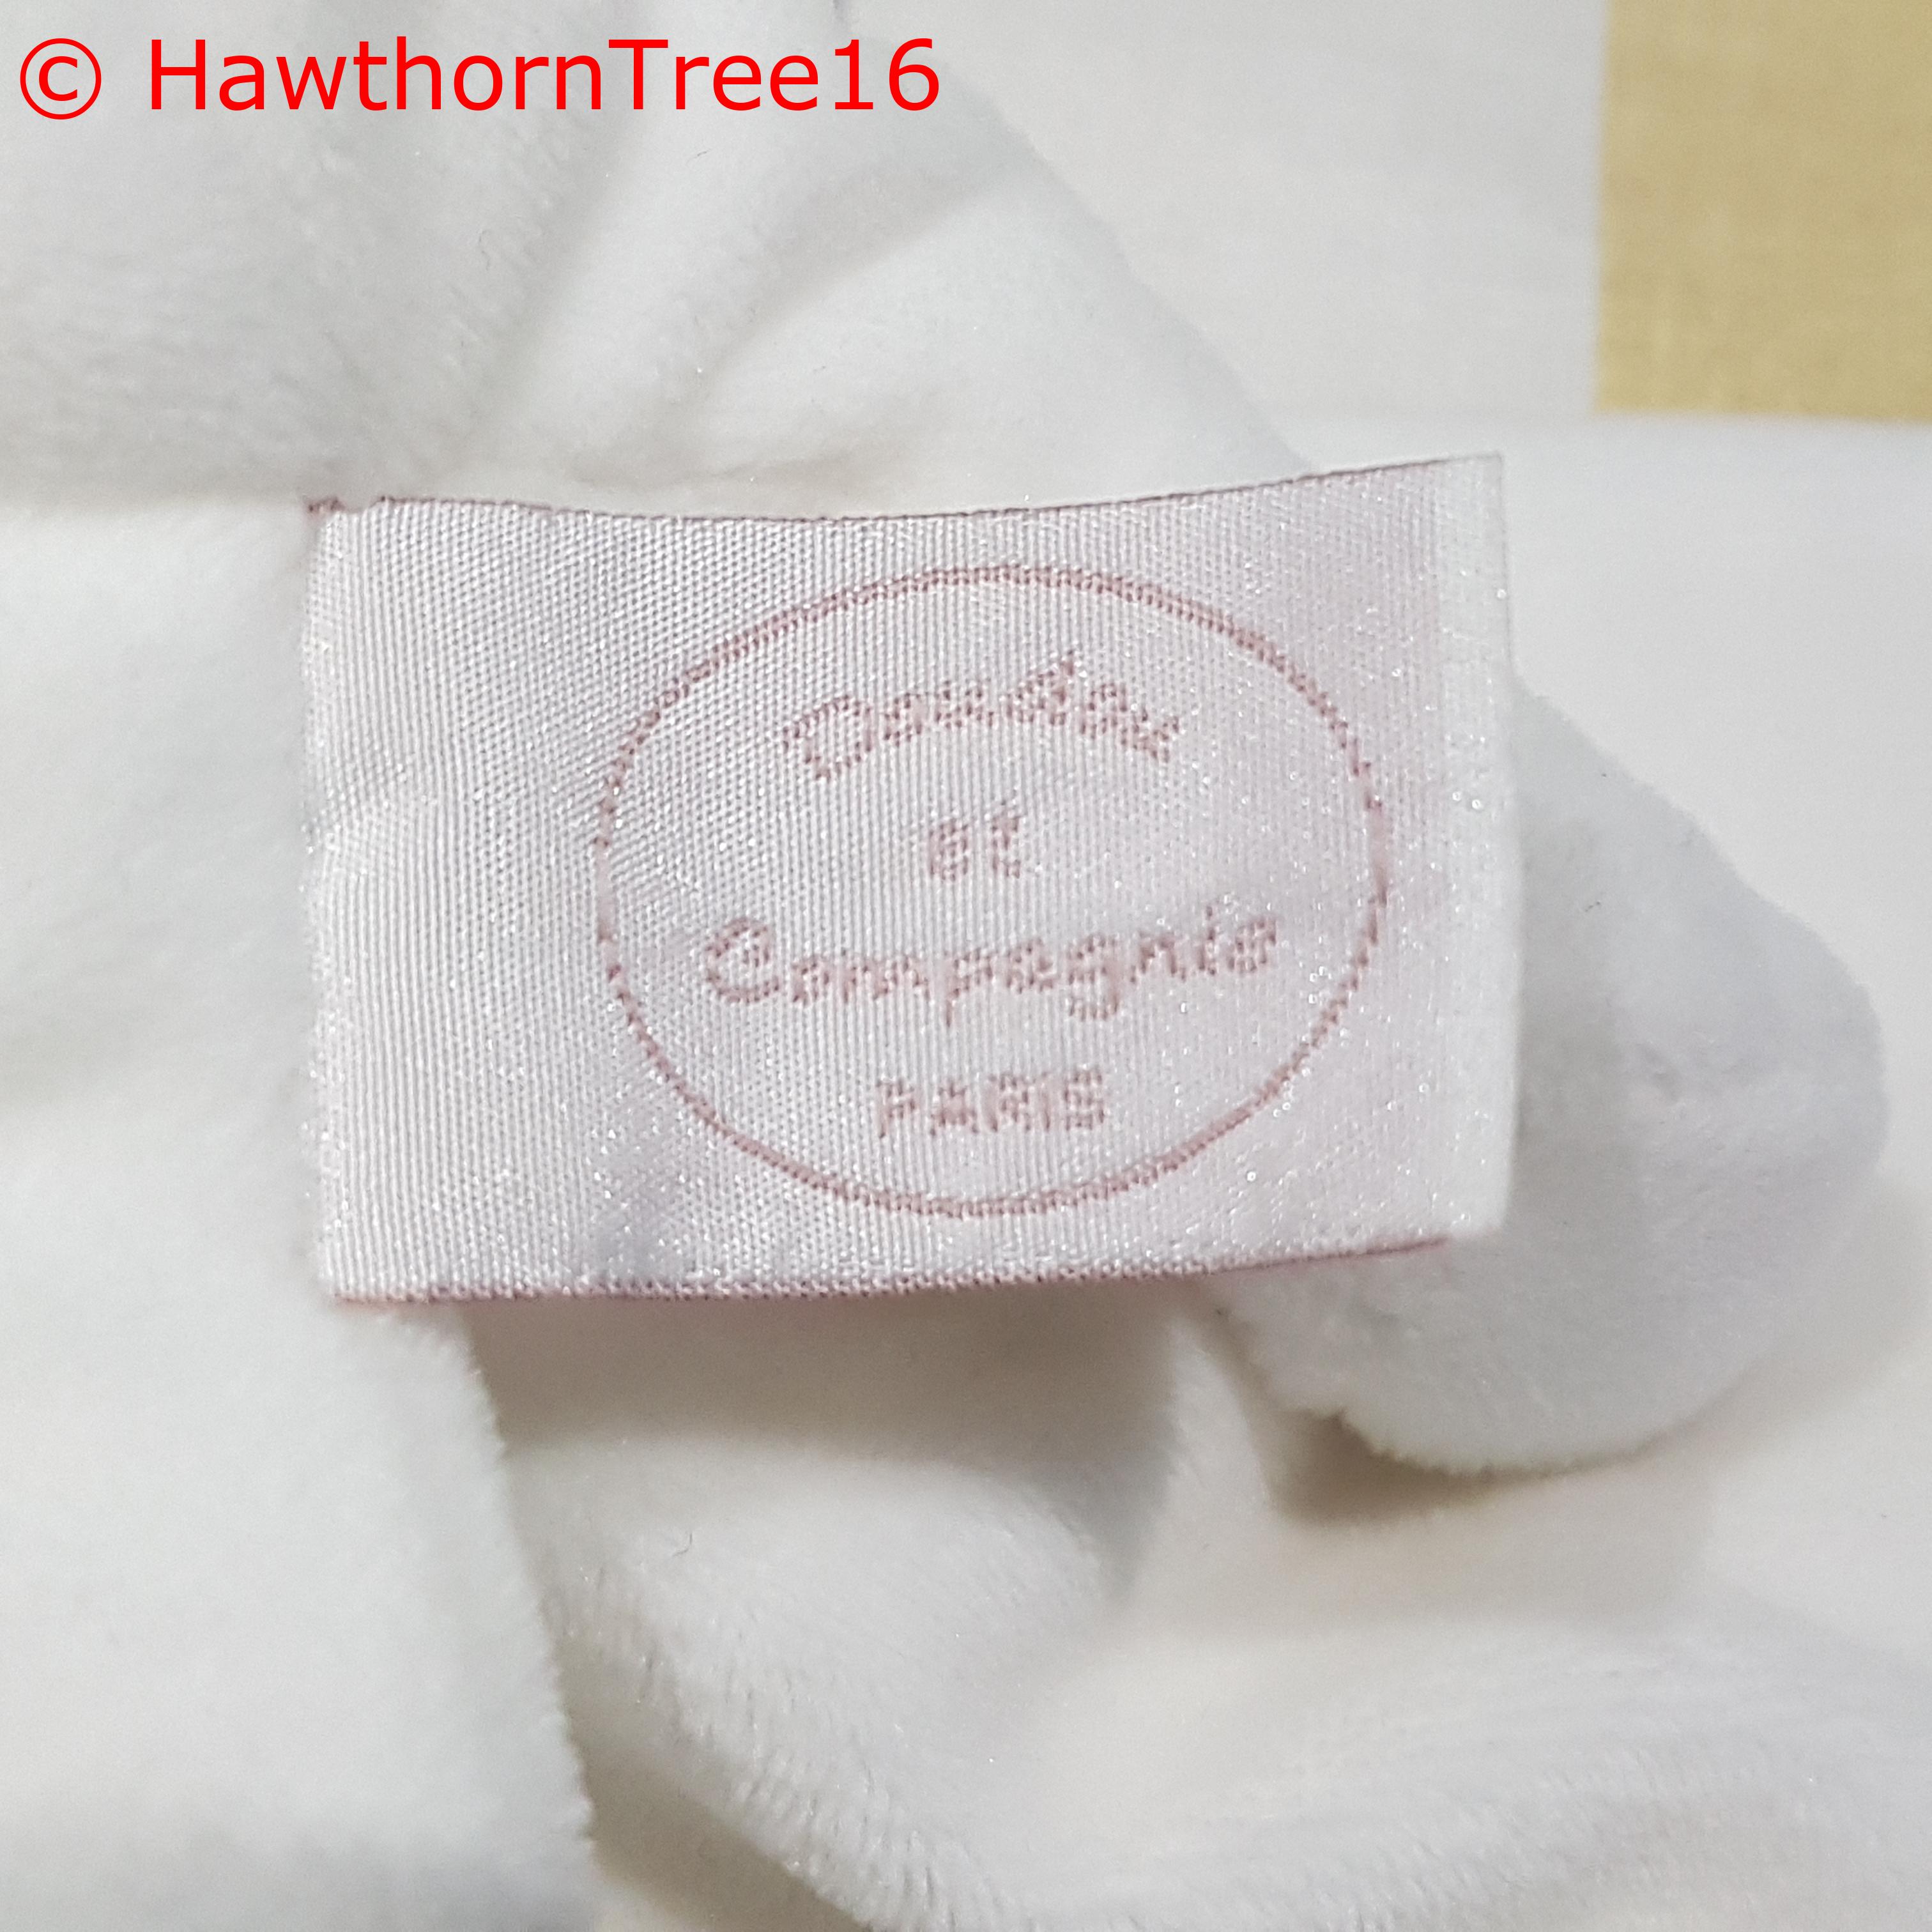 © HawthornTree16
Doudou
et
Compagnie
PARIS